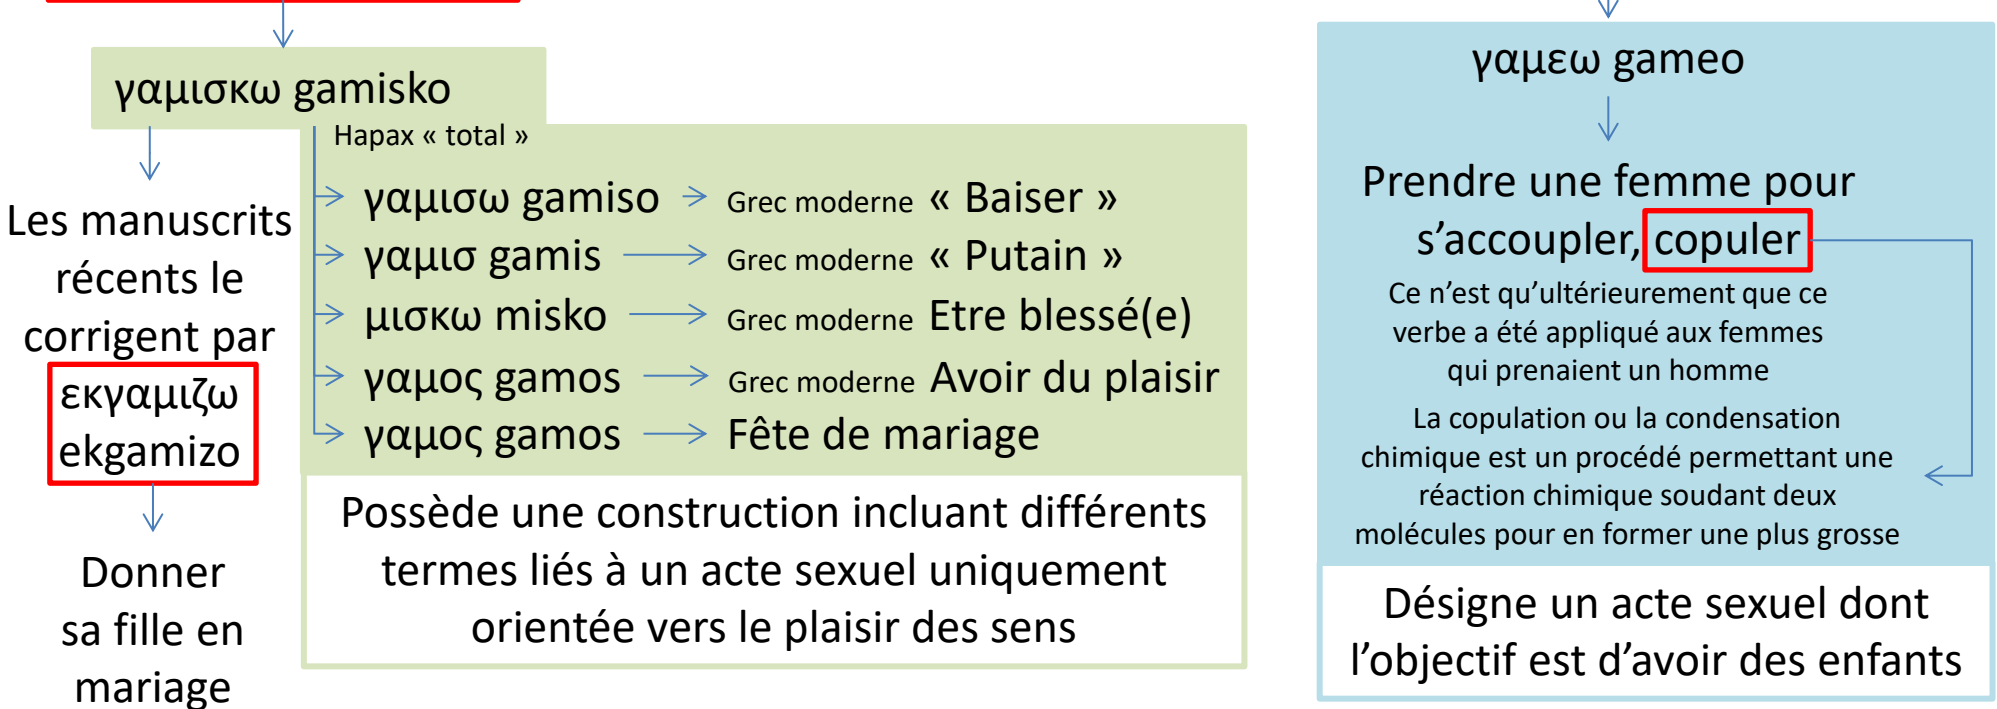 γαμισκω gamisko
Hapax « total »
γαμισω gamiso Grec moderne « Baiser »
γαμισ gamis Grec moderne « Putain »
μισκω misko Grec moderne Etre blessé(e)
γαμος gamos Grec moderne Avoir du plaisir
γαμος gamos Fête de mariage
Possède une construction incluant différents
termes liés à un acte sexuel uniquement
orientée vers le plaisir des sens
Les manuscrits
récents le
corrigent par
εκγαμιζω
ekgamizo
Donner
sa fille en
mariage
γαμεω gameo
Prendre une femme pour
s’accoupler, copuler
Ce n’est qu’ultérieurement que ce
verbe a été appliqué aux femmes
qui prenaient un homme
La copulation ou la condensation
chimique est un procédé permettant une
réaction chimique soudant deux
molécules pour en former une plus grosse
Désigne un acte sexuel dont
l’objectif est d’avoir des enfants